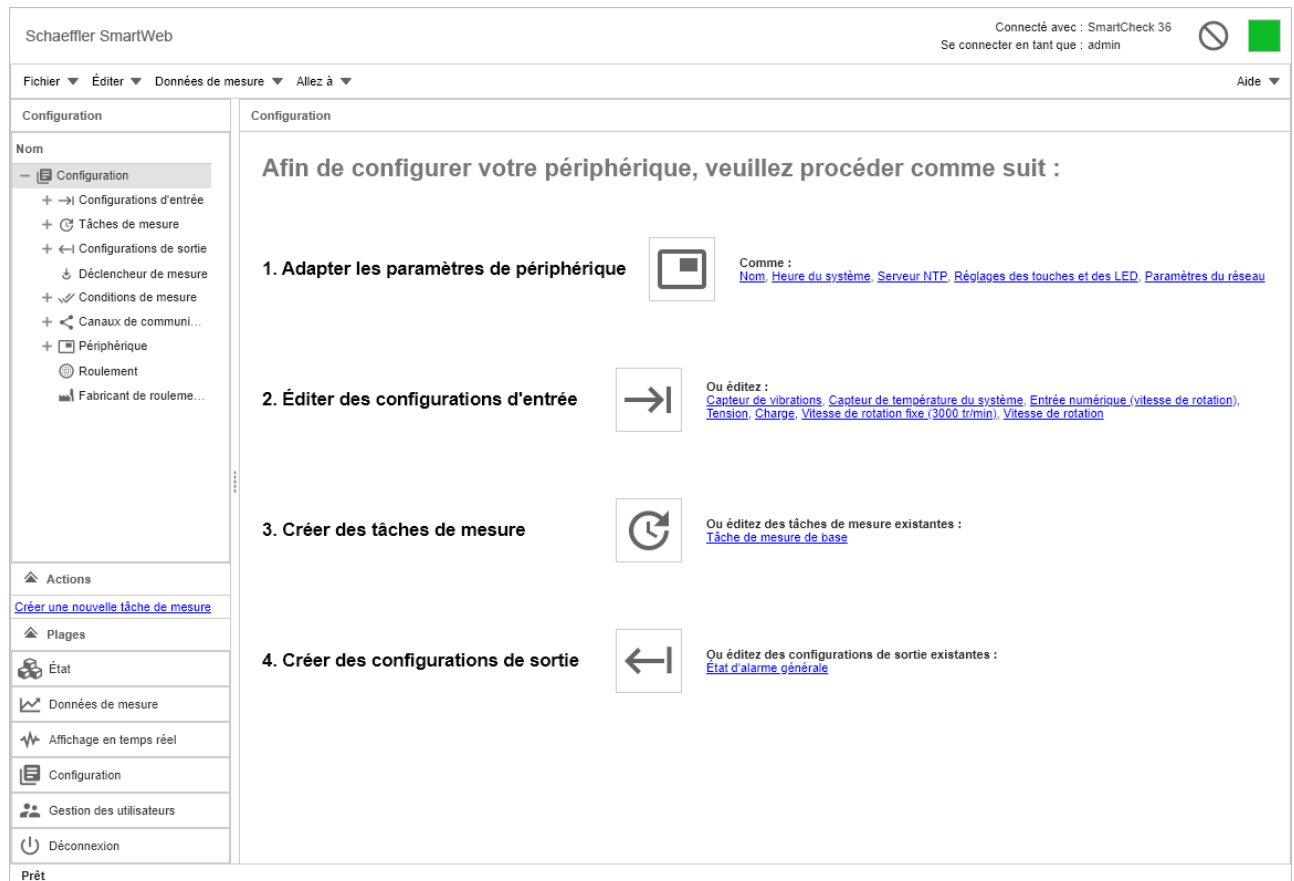 Schaeffler SmartWeb
Connecté avec : SmartCheck 36
Se connecter en tant que : admin
Fichier Éditer Données de mesure Allez à Aide
Configuration
Nom
Configuration
Configurations d'entrée
Tâches de mesure
Configurations de sortie
Déclencheur de mesure
Conditions de mesure
Canaux de communi...
Périphérique
Roulement
Fabricant de rouleme...
Actions
Créer une nouvelle tâche de mesure
Plages
État
Données de mesure
Affichage en temps réel
Configuration
Gestion des utilisateurs
Déconnexion
Configuration
Afin de configurer votre périphérique, veuillez procéder comme suit :
1. Adapter les paramètres de périphérique
Comme :
Nom, Heure du système, Serveur NTP, Réglages des touches et des LED, Paramètres du réseau
2. Éditer des configurations d'entrée
Ou éditez :
Capteur de vibrations, Capteur de température du système, Entrée numérique (vitesse de rotation),
Tension, Charge, Vitesse de rotation fixe (3000 tr/min), Vitesse de rotation
3. Créer des tâches de mesure
Ou éditez des tâches de mesure existantes :
Tâche de mesure de base
4. Créer des configurations de sortie
Ou éditez des configurations de sortie existantes :
État d'alarme générale
Prêt